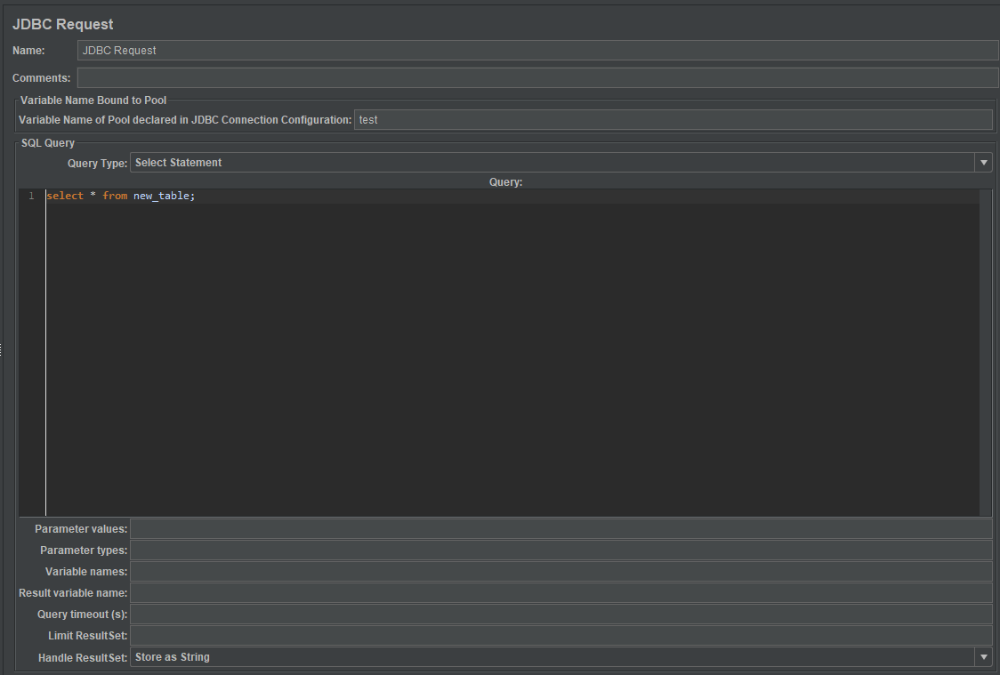 JDBC Request
Name: JDBC Request
Comments:
Variable Name Bound to Pool
Variable Name of Pool declared in JDBC Connection Configuration: test
SQL Query
Query Type: Select Statement
Query:
1 select * from new_table;
Parameter values:
Parameter types:
Variable names:
Result variable name:
Query timeout (s):
Limit ResultSet:
Handle ResultSet: Store as String